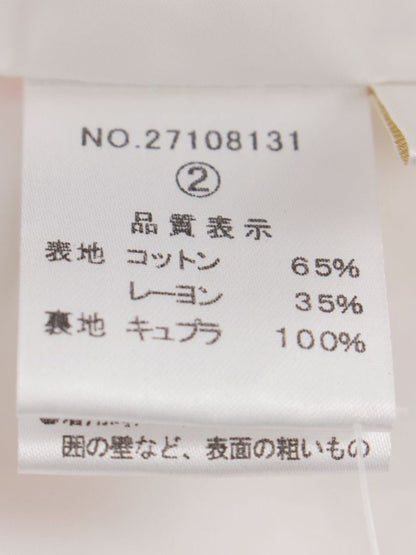 NO.27108131
②
品質表示
表地 コットン 65%
レーヨン 35%
裏地 キュプラ 100%
囲の壁など、表面の粗いもの